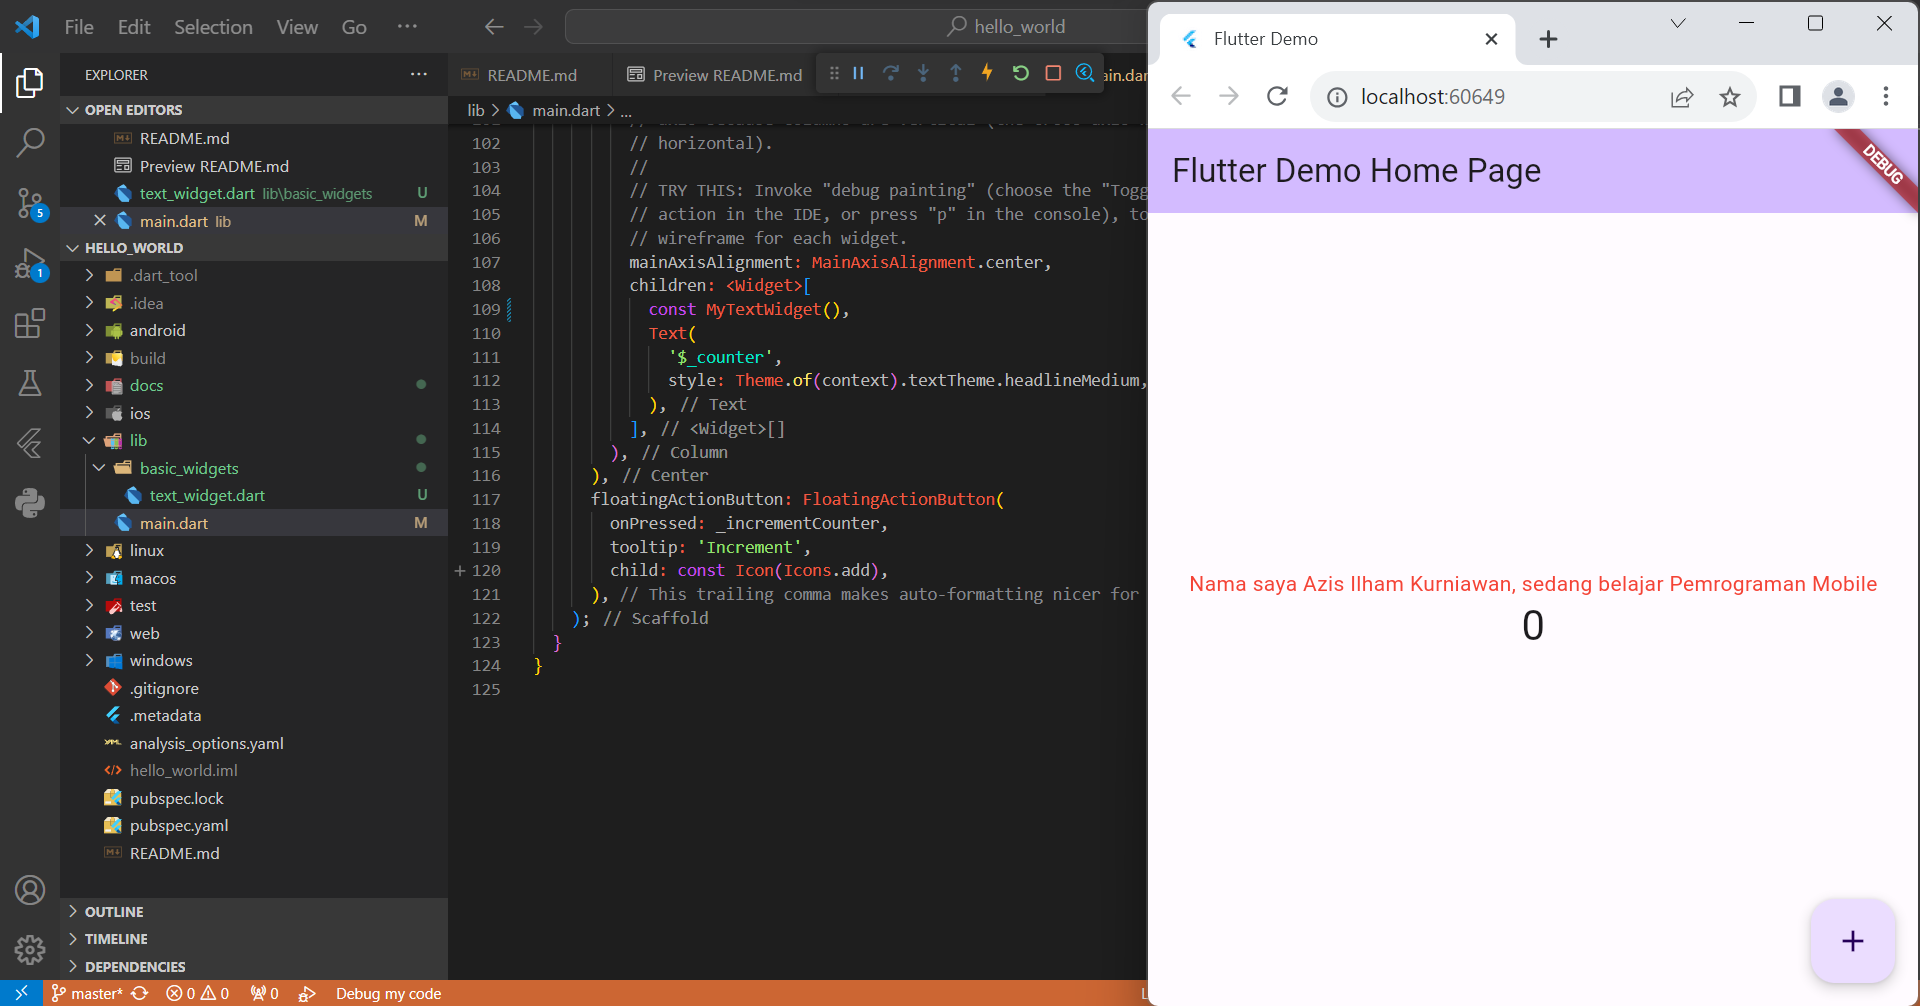 File Edit Selection View Go ···
hello_world
EXPLORER
OPEN EDITORS
README.md
Preview README.md
text_widget.dart lib\basic_widgets U
main.dart lib M
HELLO_WORLD
.dart_tool
.idea
android
build
docs
ios
lib
basic_widgets
text_widget.dart U
main.dart M
linux
macos
test
web
windows
.gitignore
.metadata
analysis_options.yaml
hello_world.iml
pubspec.lock
pubspec.yaml
README.md
OUTLINE
TIMELINE
DEPENDENCIES
5
1
README.md
Preview README.md
lib > main.dart > ...
102 // horizontal).
103 //
104 // TRY THIS: Invoke "debug painting" (choose the "Togg
105 // action in the IDE, or press "p" in the console), to
106 // wireframe for each widget.
107 mainAxisAlignment: MainAxisAlignment.center,
108 children: <Widget>[
109 const MyTextWidget(),
110 Text(
111 '$_counter',
112 style: Theme.of(context).textTheme.headlineMedium,
113 ), // Text
114 ], // <Widget>[]
115 ), // Column
116 ), // Center
117 floatingActionButton: FloatingActionButton(
118 onPressed: _incrementCounter,
119 tooltip: 'Increment',
120 child: const Icon(Icons.add),
121 ), // This trailing comma makes auto-formatting nicer for
122 ); // Scaffold
123 }
124 }
125
master* 0 0 0 Debug my code
Flutter Demo
localhost:60649
Flutter Demo Home Page
DEBUG
Nama saya Azis Ilham Kurniawan, sedang belajar Pemrograman Mobile
0
+